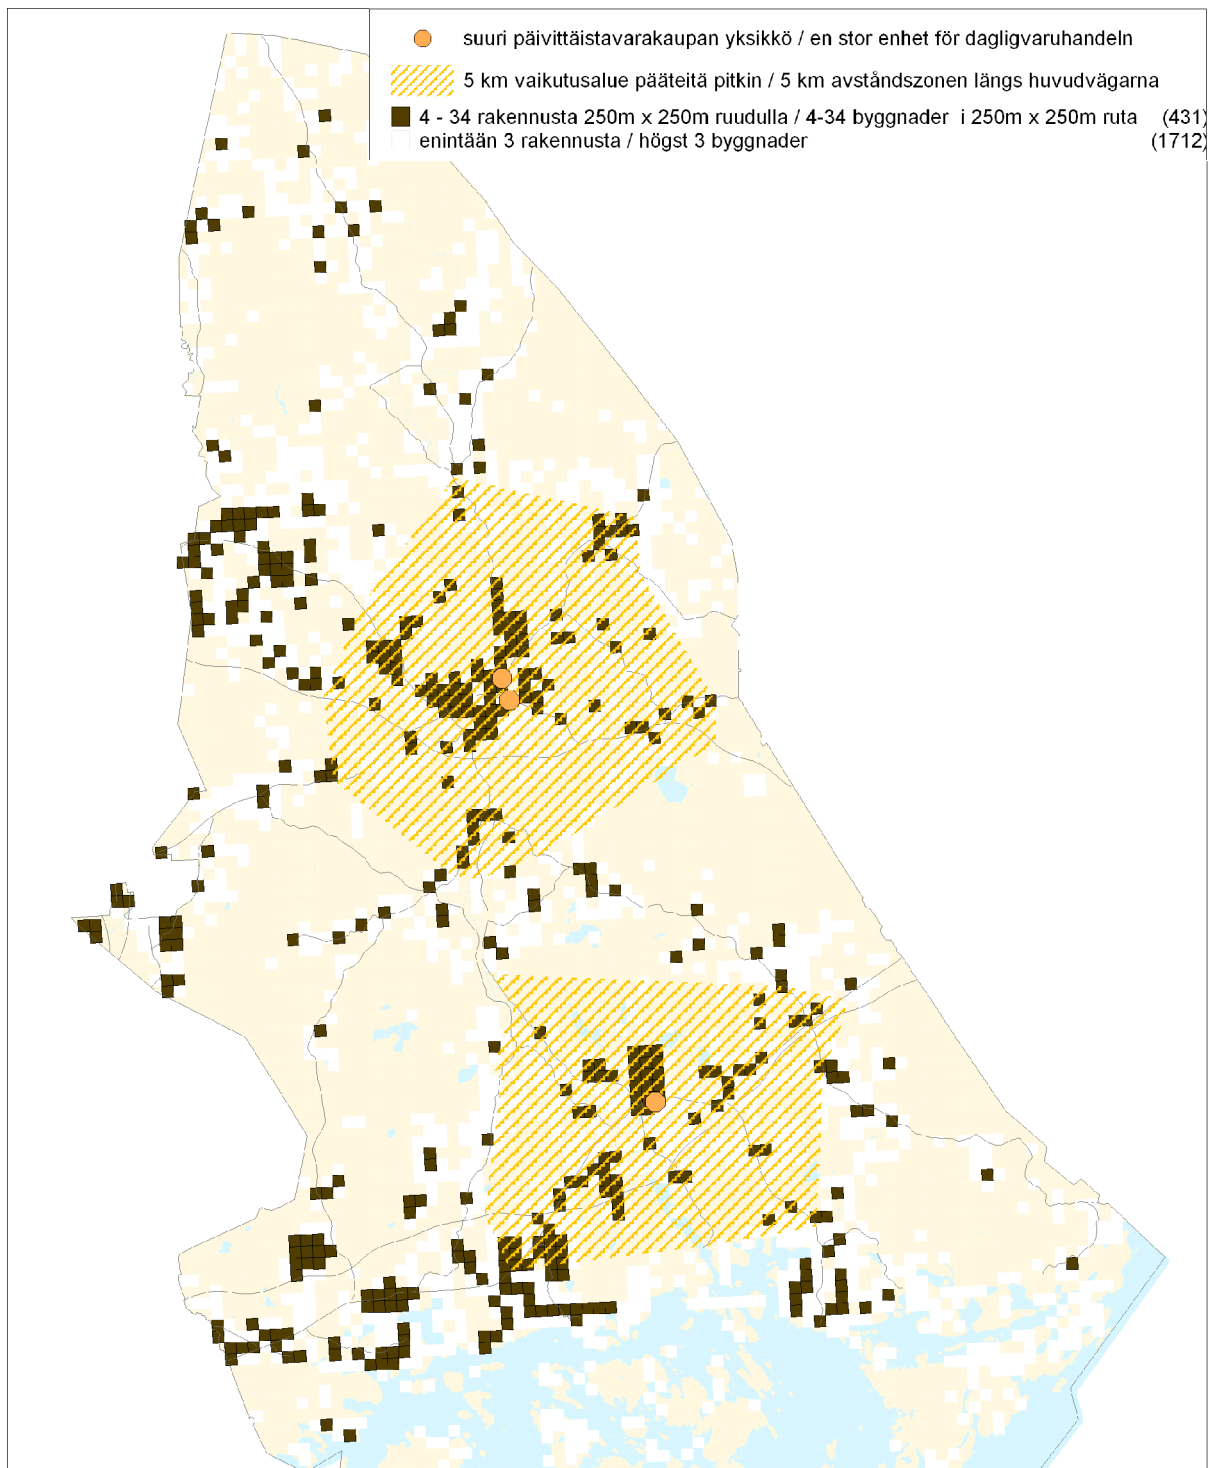 suuri päivittäistavarakaupan yksikkö / en stor enhet för dagligvaruhandeln
5 km vaikutusalue pääteitä pitkin / 5 km avståndszonen längs huvudvägarna
4 - 34 rakennusta 250m x 250m ruudulla / 4-34 byggnader i 250m x 250m ruta (431)
enintään 3 rakennusta / högst 3 byggnader (1712)